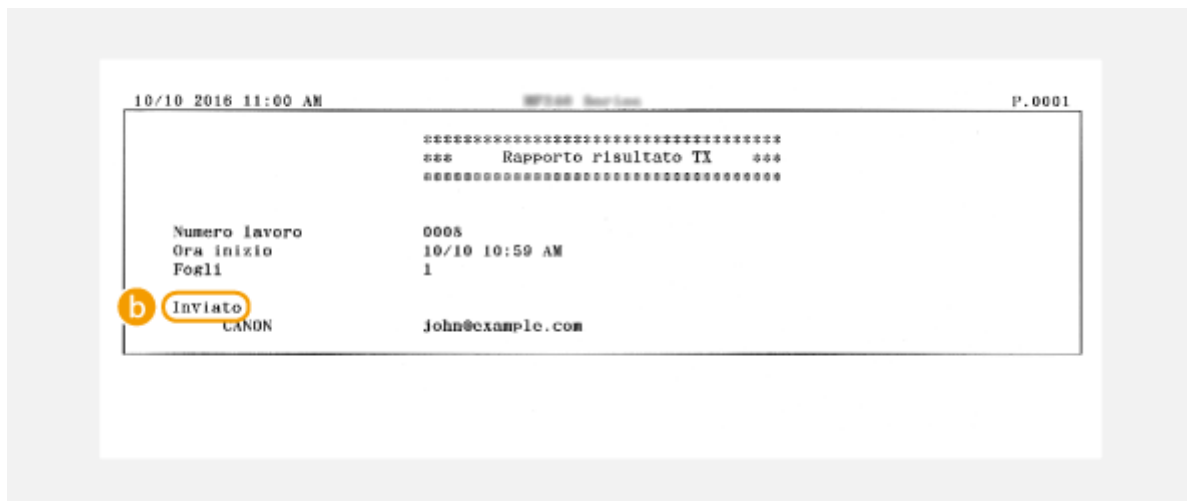 10/10 2016 11:00 AM P.0001
************************************
*** Rapporto risultato TX ***
************************************
Numero lavoro 0008
Ora inizio 10/10 10:59 AM
Fogli 1
b Inviato
CANON john@example.com